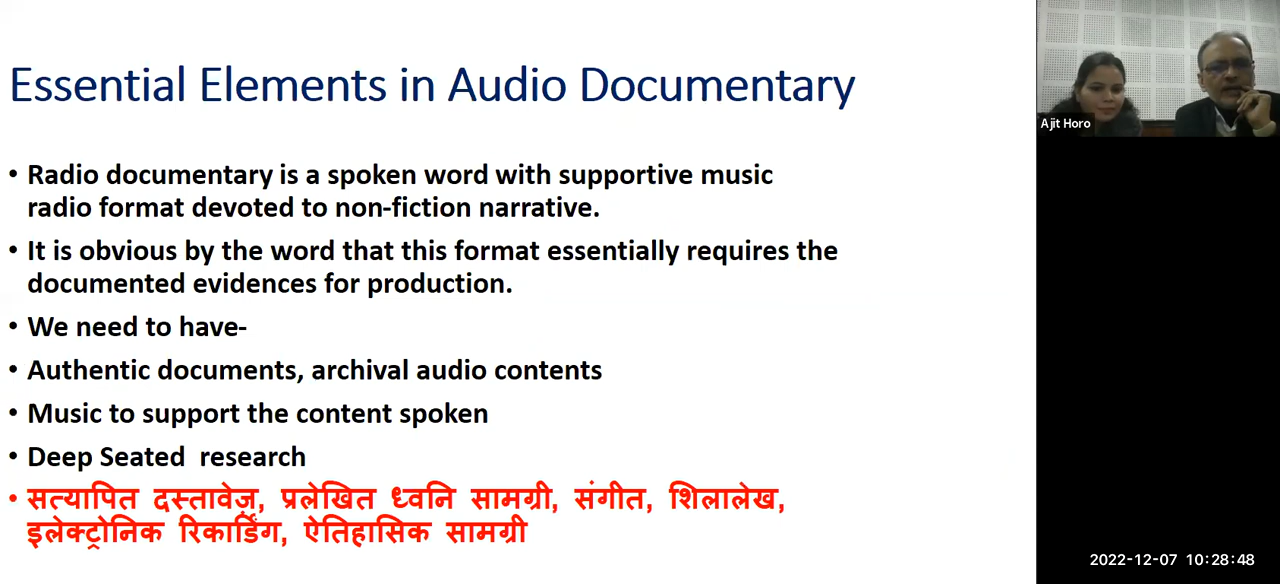 Essential Elements in Audio Documentary
Ajit Horo
• Radio documentary is a spoken word with supportive music
radio format devoted to non-fiction narrative.
• It is obvious by the word that this format essentially requires the
documented evidences for production.
• We need to have-
• Authentic documents, archival audio contents
• Music to support the content spoken
• Deep Seated research
• सत्यापित दस्तावेज़, प्रलेखित ध्वनि सामग्री, संगीत, शिलालेख,
इलेक्ट्रोनिक रिकार्डिंग, ऐतिहासिक सामग्री
2022-12-07 10:28:48